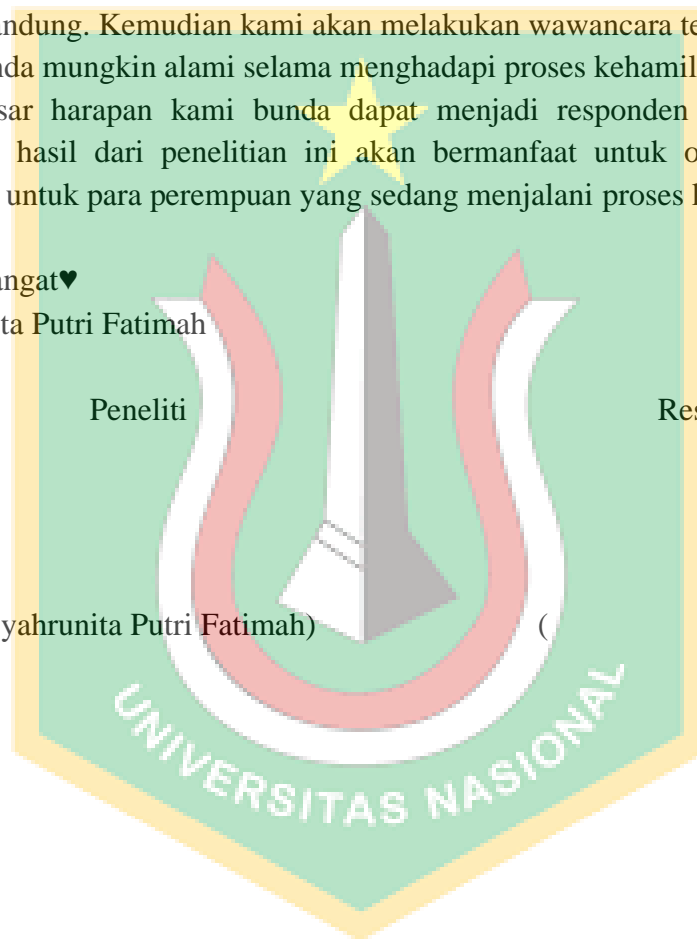 andung. Kemudian kami akan melakukan wawancara te
nda mungkin alami selama menghadapi proses kehamil
sar harapan kami bunda dapat menjadi responden
hasil dari penelitian ini akan bermanfaat untuk o
untuk para perempuan yang sedang menjalani proses
angat♥
ta Putri Fatimah
Peneliti Res
yahrunita Putri Fatimah) (
UNIVERSITAS NASIONAL